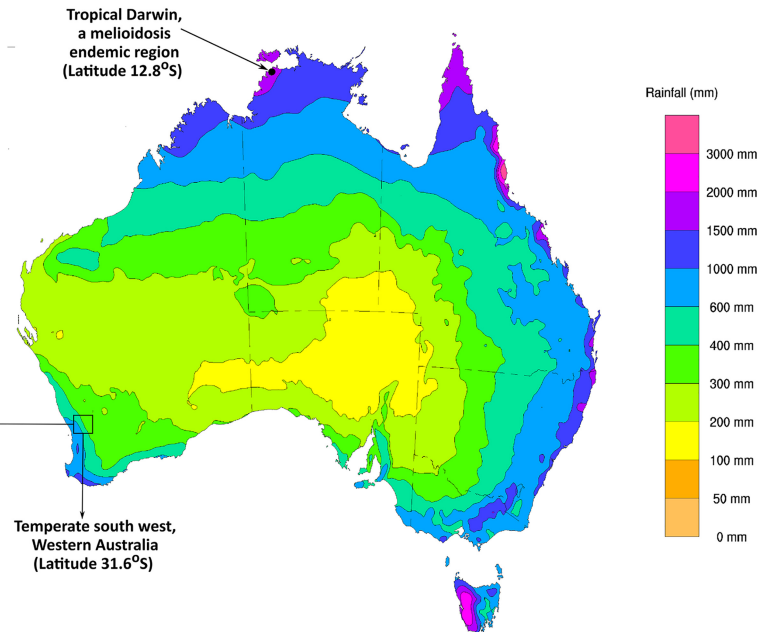 Tropical Darwin,
a melioidosis
endemic region
(Latitude 12.8⁰S)
Rainfall (mm)
3000 mm
2000 mm
1500 mm
1000 mm
600 mm
400 mm
300 mm
200 mm
100 mm
50 mm
0 mm
Temperate south west,
Western Australia
(Latitude 31.6⁰S)